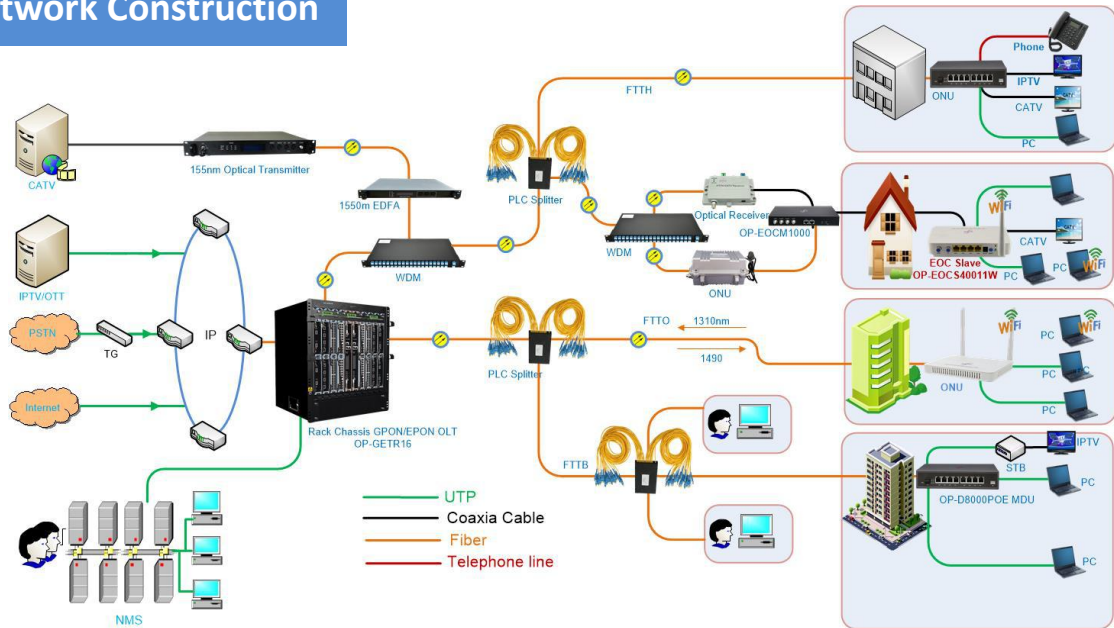 twork Construction
Phone
IPTV
ONU
CATV
PC
FTTH
CATV
155nm Optical Transmitter
1550m EDFA
PLC Splitter
WDM
Optical Receiver
OP-EOCM1000
WDM
ONU
WiFi
CATV
EOC Slave
OP-EOCS40011W
PC
PC
WiFi
IPTV/OTT
PSTN
TG
IP
Internet
Rack Chassis GPON/EPON OLT
OP-GETR16
PLC Splitter
FTTO
1310nm
1490
WiFi
PC
WiFi
ONU
PC
PC
FTTB
IPTV
STB
PC
OP-D8000POE MDU
PC
UTP
Coaxia Cable
Fiber
Telephone line
NMS